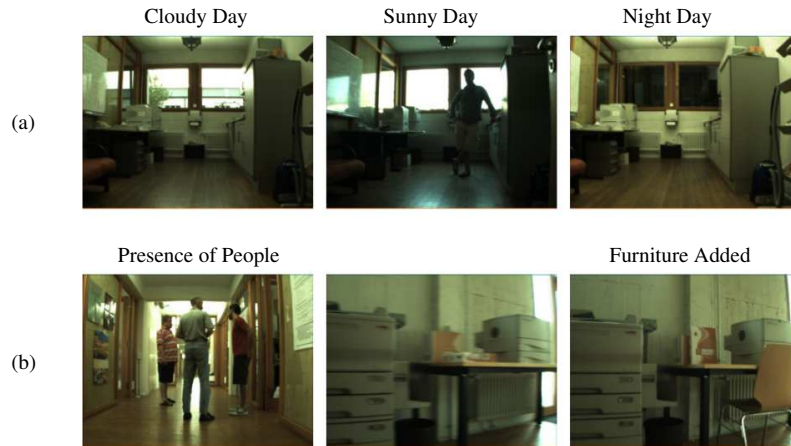 Cloudy Day
Sunny Day
Night Day
(a)
Presence of People
Furniture Added
(b)